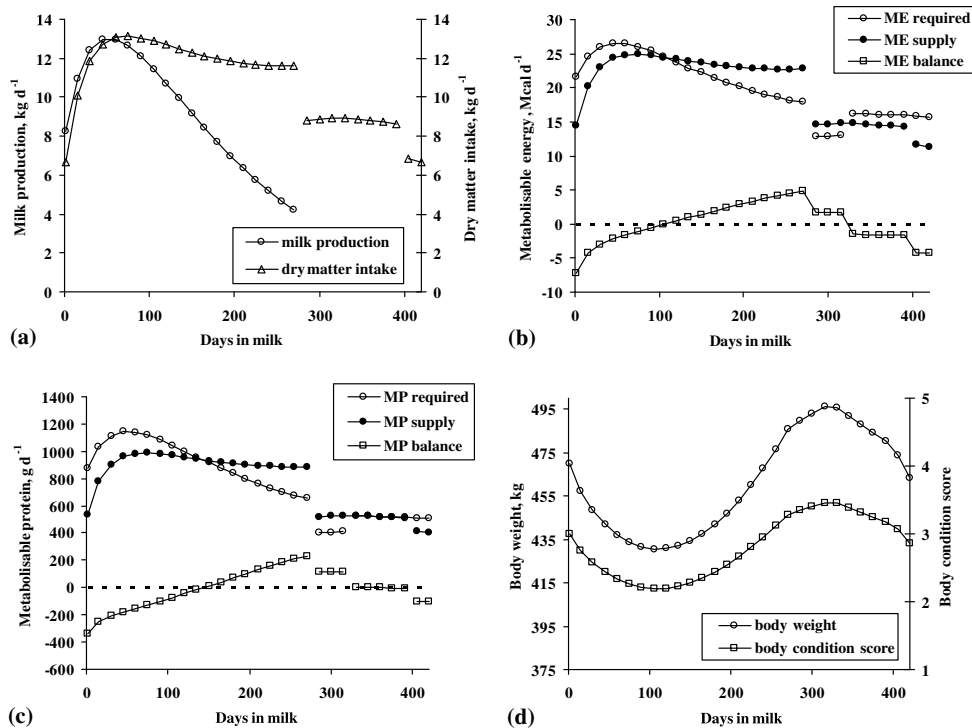 14
12
10
8
6
4
2
0
Milk production, kg d⁻¹
14
12
10
8
6
4
2
0
Dry matter intake, kg d⁻¹
milk production
dry matter intake
0 100 200 300 400
Days in milk
(a)
ME required
ME supply
ME balance
30
25
20
15
10
5
0
-5
-10
Metabolisable energy, Mcal d⁻¹
0 100 200 300 400
Days in milk
(b)
MP required
MP supply
MP balance
1400
1200
1000
800
600
400
200
0
-200
-400
-600
Metabolisable protein, g d⁻¹
0 100 200 300 400
Days in milk
(c)
495
475
455
435
415
395
375
Body weight, kg
5
4
3
2
1
Body condition score
body weight
body condition score
0 100 200 300 400
Days in milk
(d)